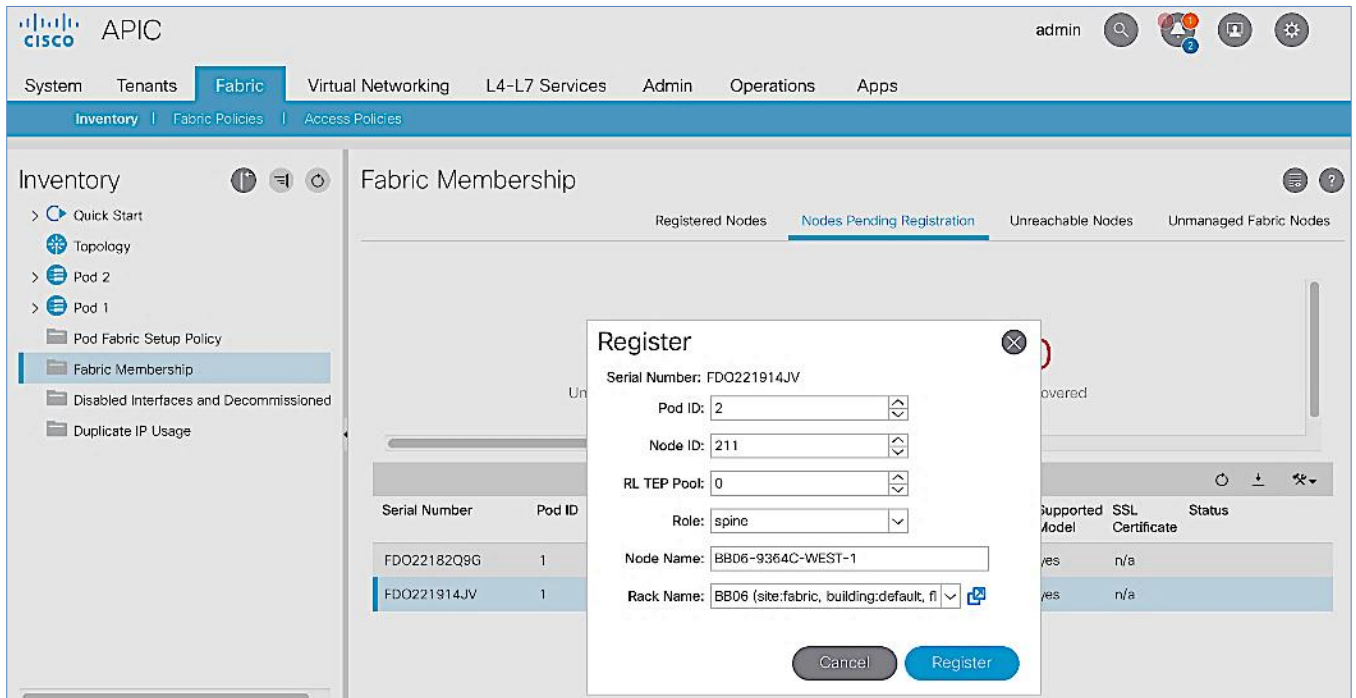 CISCO APIC admin 1 2
System Tenants Fabric Virtual Networking L4-L7 Services Admin Operations Apps
Inventory | Fabric Policies | Access Policies
Inventory
Quick Start
Topology
Pod 2
Pod 1
Pod Fabric Setup Policy
Fabric Membership
Disabled Interfaces and Decommissioned
Duplicate IP Usage
Fabric Membership ?
Registered Nodes Nodes Pending Registration Unreachable Nodes Unmanaged Fabric Nodes
Un overed
Register
Serial Number: FDO221914JV
Pod ID: 2
Node ID: 211
RL TEP Pool: 0
Role: spine
Node Name: BB06-9364C-WEST-1
Rack Name: BB06 (site:fabric, building:default, fl
Cancel Register
Serial Number Pod ID Supported Model SSL Certificate Status
FDO22182Q9G 1 yes n/a
FDO221914JV 1 yes n/a